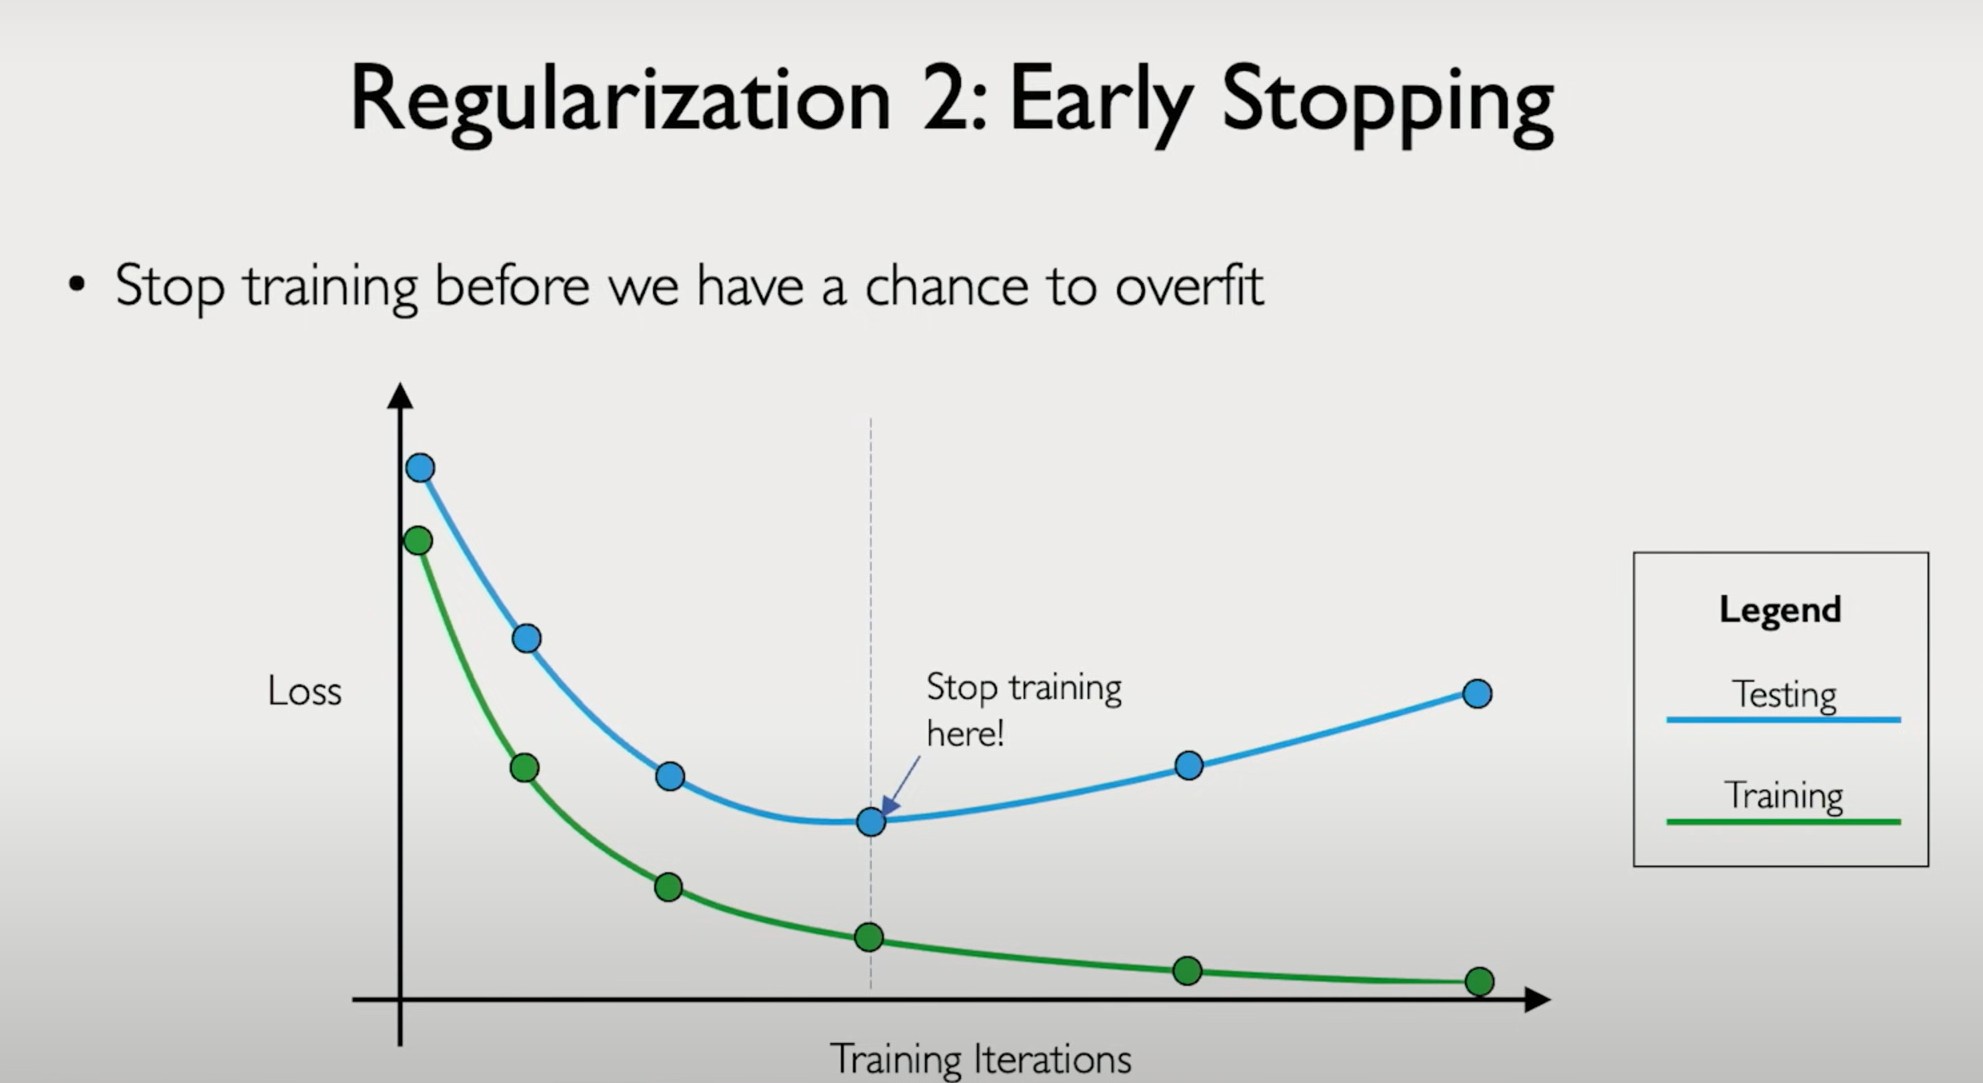 Regularization 2: Early Stopping
• Stop training before we have a chance to overfit
Loss
Stop training
here!
Legend
Testing
Training
Training Iterations